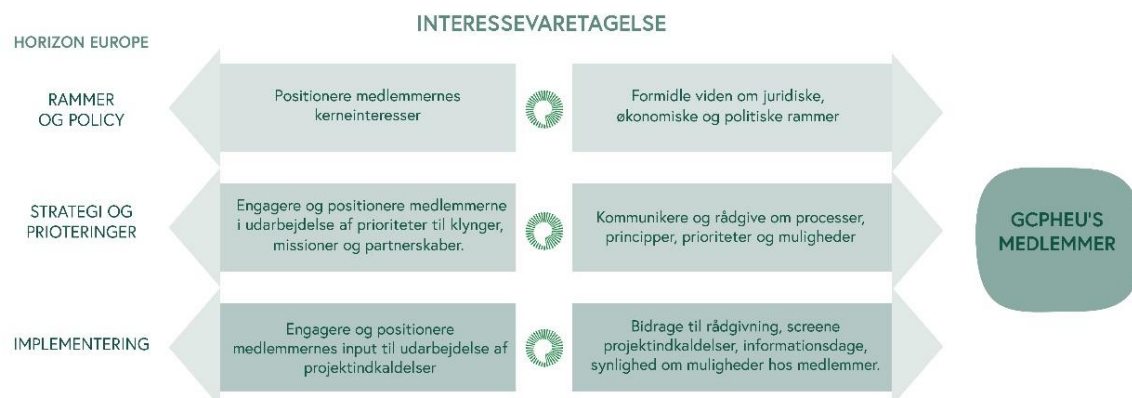 INTERESSEVARETAGELSE
HORIZON EUROPE
RAMMER
OG POLICY
Positionere medlemmernes
kerneinteresser
Formidle viden om juridiske,
økonomiske og politiske rammer
STRATEGI OG
PRIOTERINGER
Engagere og positionere medlemmerne
i udarbejdelse af prioriteter til klynger,
missioner og partnerskaber.
Kommunikere og rådgive om processer,
principper, prioriteter og muligheder
GCPHEU'S
MEDLEMMER
IMPLEMENTERING
Engagere og positionere
medlemmernes input til udarbejdelse af
projektindkaldelser
Bidrage til rådgivning, screene
projektindkaldelser, informationsdage,
synlighed om muligheder hos medlemmer.